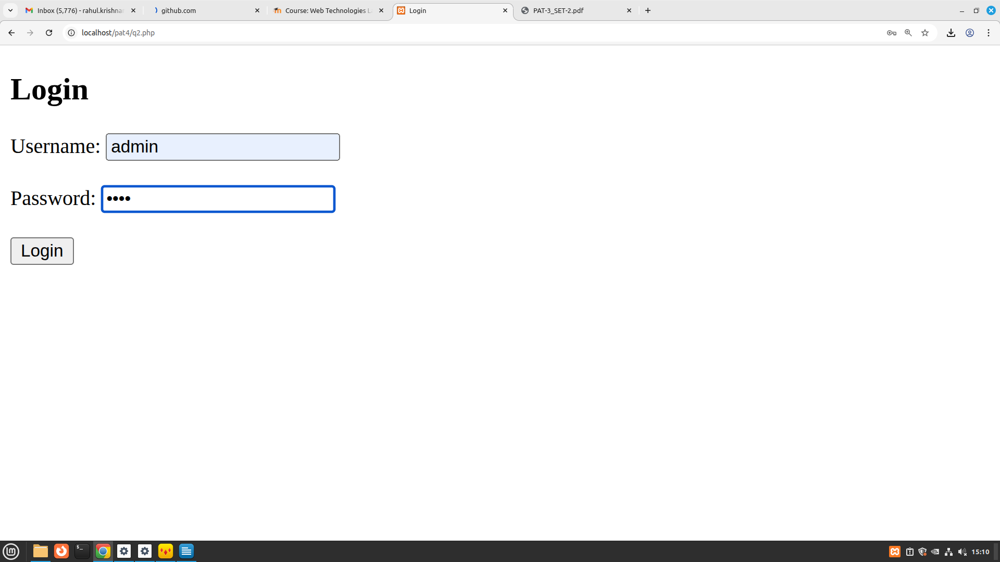 Inbox (5,776) - rahul.krishna
github.com
Course: Web Technologies L
Login
PAT-3_SET-2.pdf
localhost/pat4/q2.php
Login
Username: admin
Password: ••••
Login
15:10